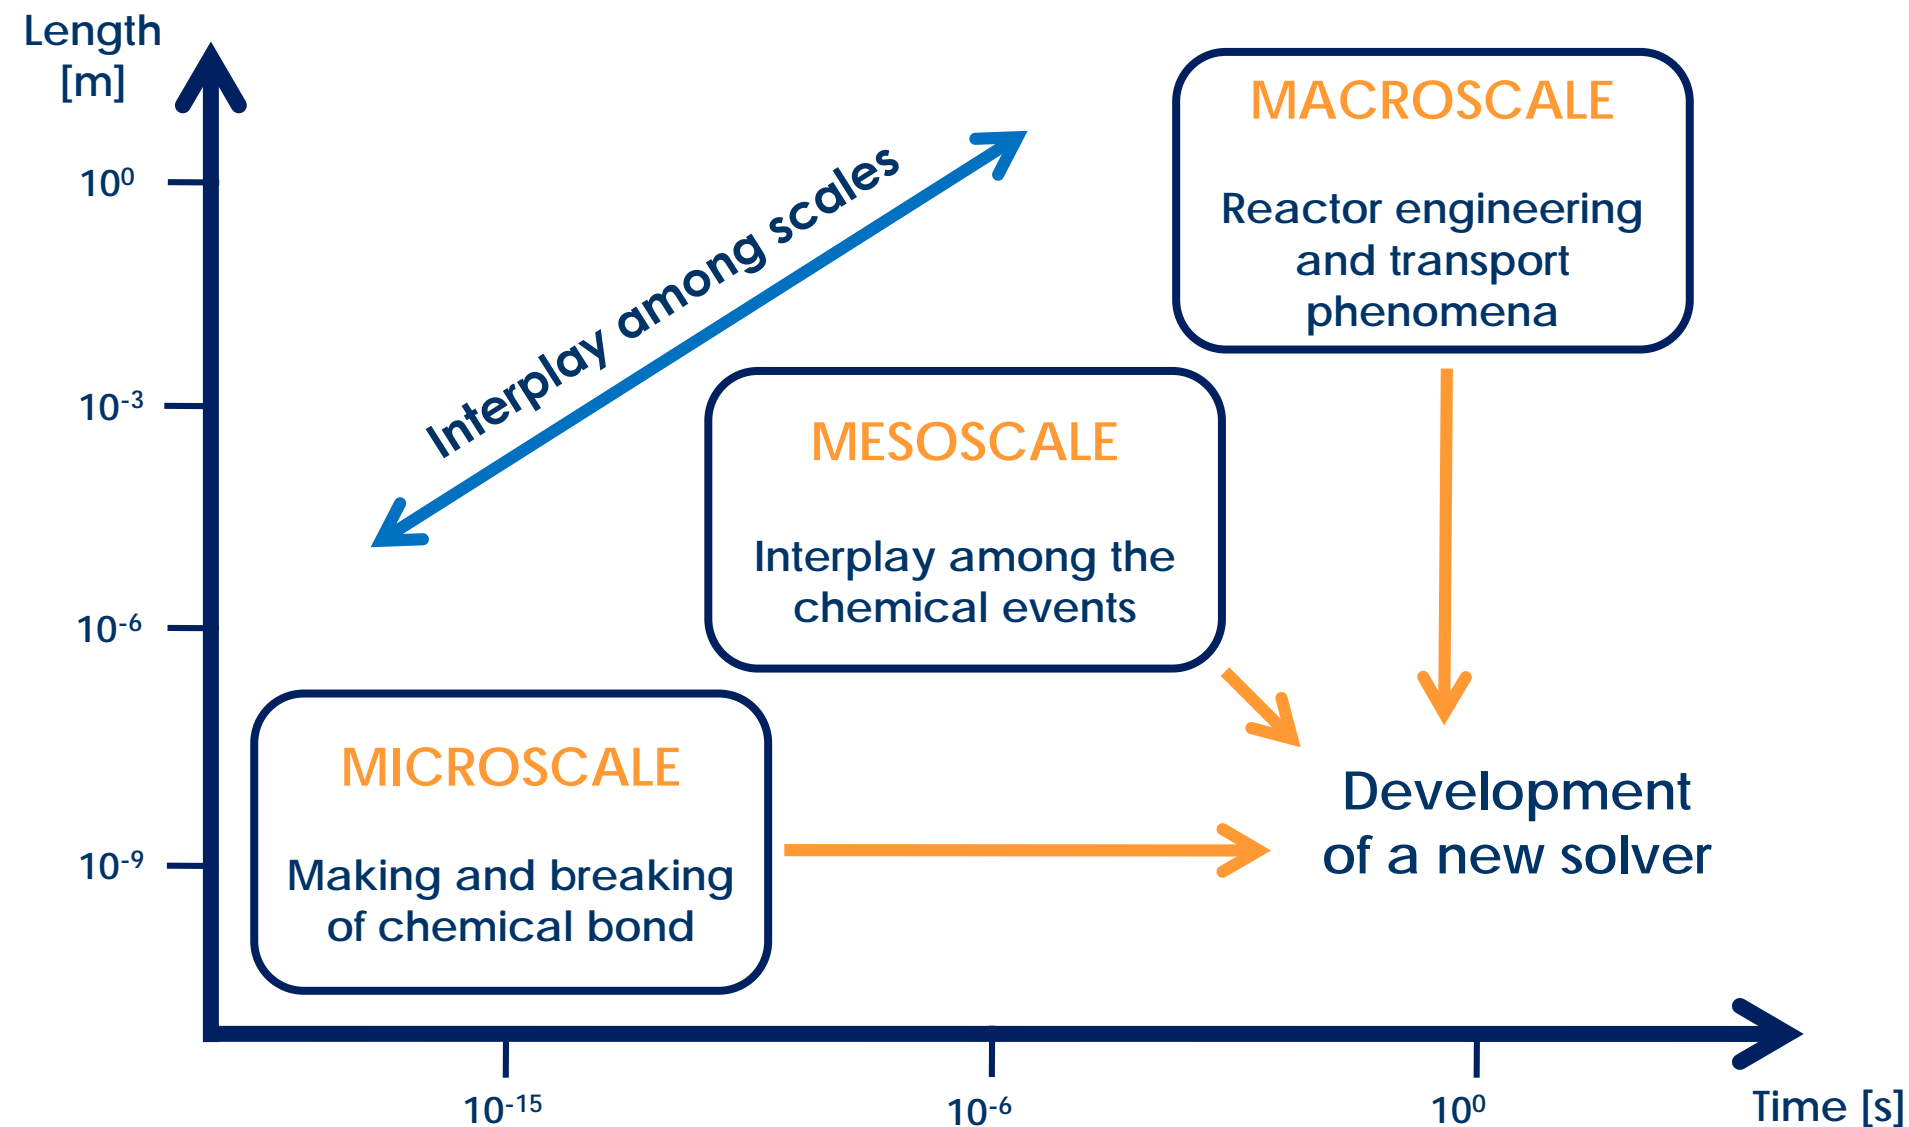 Length
[m]
10⁰
10⁻³
10⁻⁶
10⁻⁹
Interplay among scales
MACROSCALE
Reactor engineering
and transport
phenomena
MESOSCALE
Interplay among the
chemical events
MICROSCALE
Making and breaking
of chemical bond
Development
of a new solver
10⁻¹⁵
10⁻⁶
10⁰
Time [s]